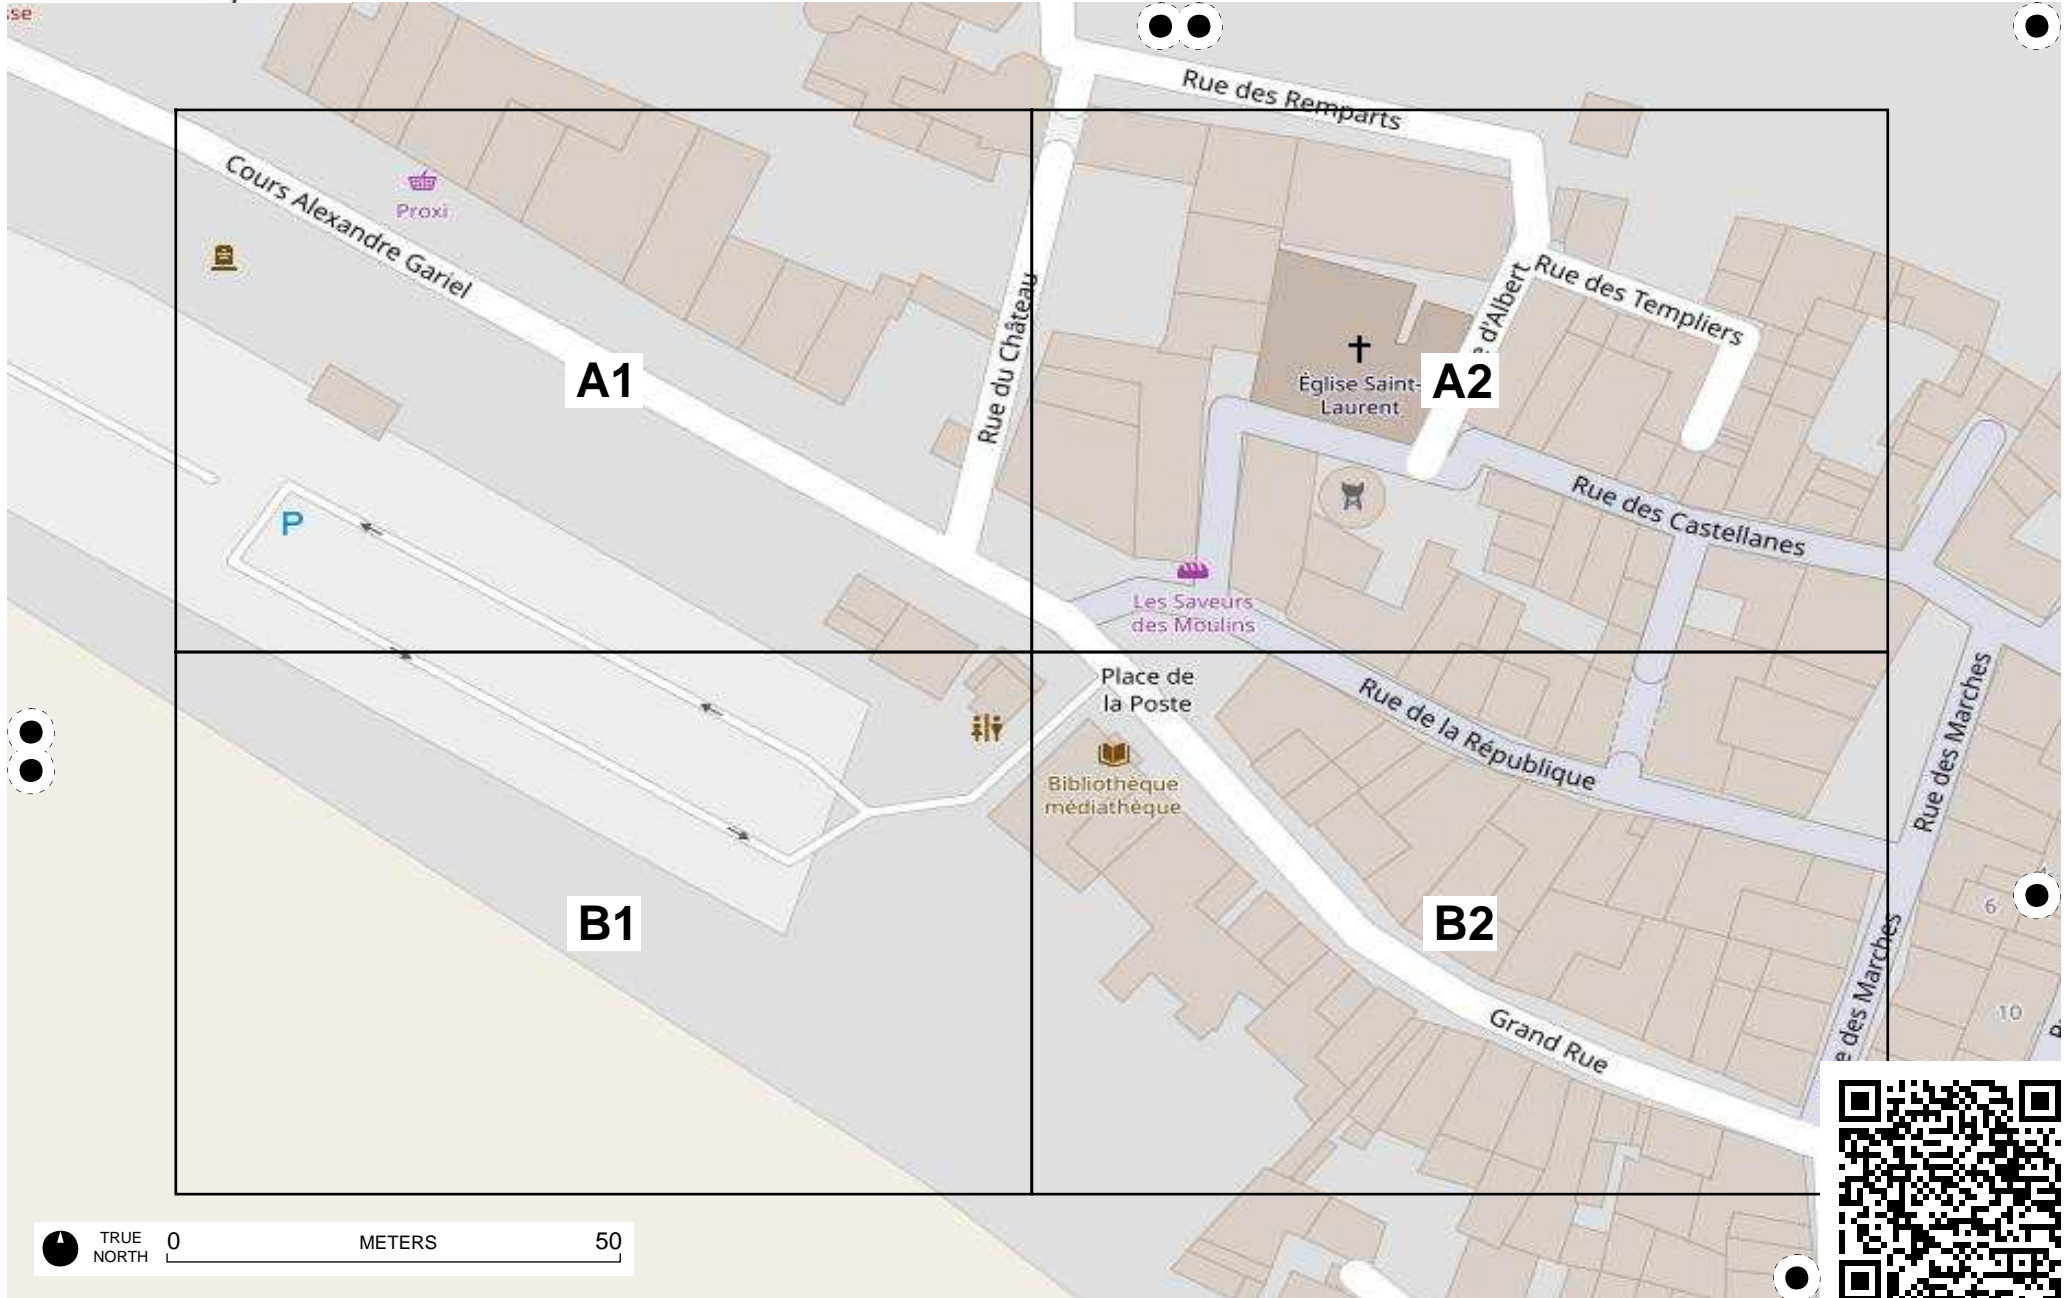 sse
Rue des Remparts
Cours Alexandre Gariel
Proxi
Rue du Château
Rue des Templiers
e d'Albert
A1
Église Saint-
Laurent
A2
P
Rue des Castellanes
Les Saveurs
des Moulins
Place de
la Poste
Rue de la République
Rue des Marches
Bibliothèque
médiathèque
6
B1
B2
e des Marches
10
Grand Rue
TRUE
NORTH
0 METERS 50